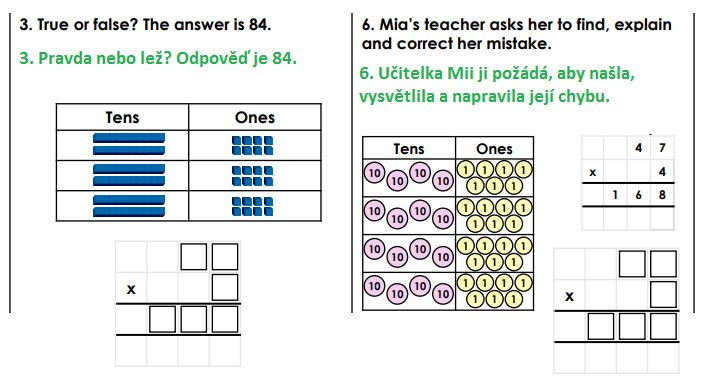 3. True or false? The answer is 84.
3. Pravda nebo lež? Odpověď je 84.
Tens Ones
x
6. Mia's teacher asks her to find, explain
and correct her mistake.
6. Učitelka Mii ji požádá, aby našla,
vysvětlila a napravila její chybu.
Tens Ones
10 10 10 10 1 1 1 1
1 1 1
10 10 10 10 1 1 1 1
1 1 1
10 10 10 10 1 1 1 1
1 1 1
10 10 10 10 1 1 1 1
1 1 1
4 7
x 4
1 6 8
x